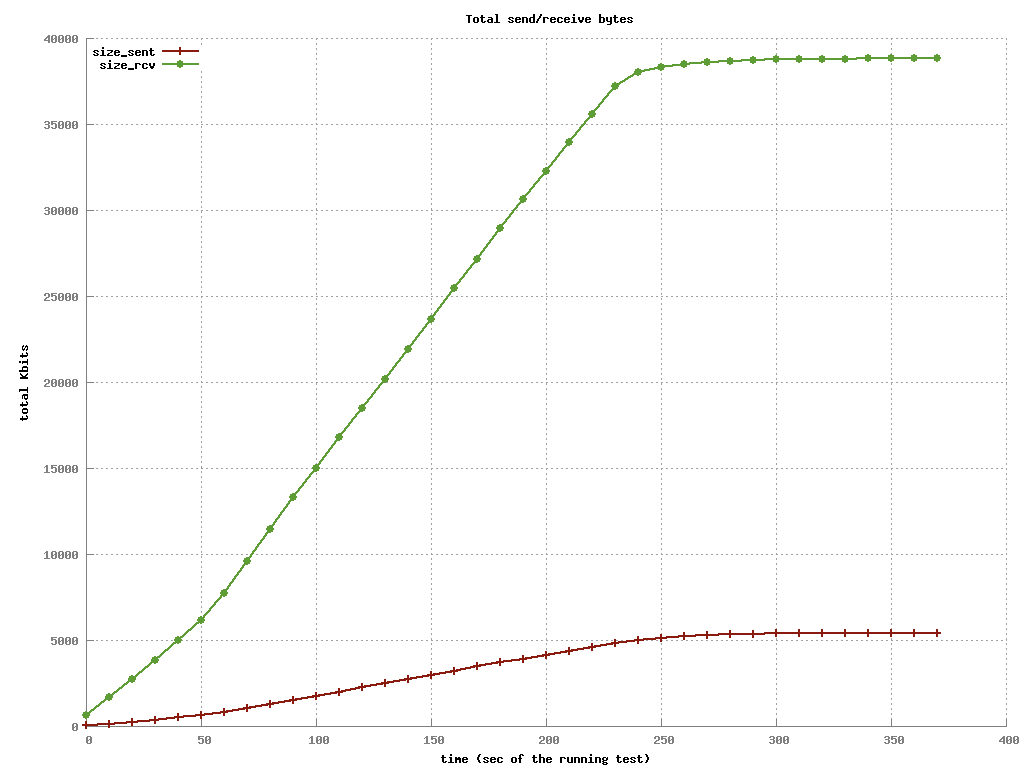 Total send/receive bytes
size_sent
size_rcv
40000
35000
30000
25000
20000
15000
10000
5000
0
total Kbits
0 50 100 150 200 250 300 350 400
time (sec of the running test)